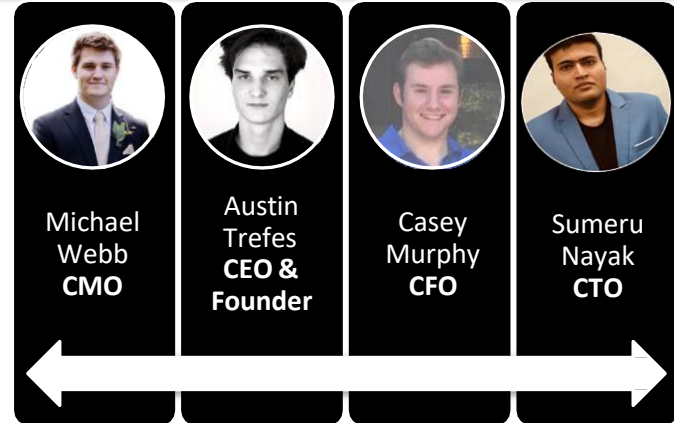 Michael
Webb
CMO
Austin
Trefes
CEO &
Founder
Casey
Murphy
CFO
Sumeru
Nayak
CTO